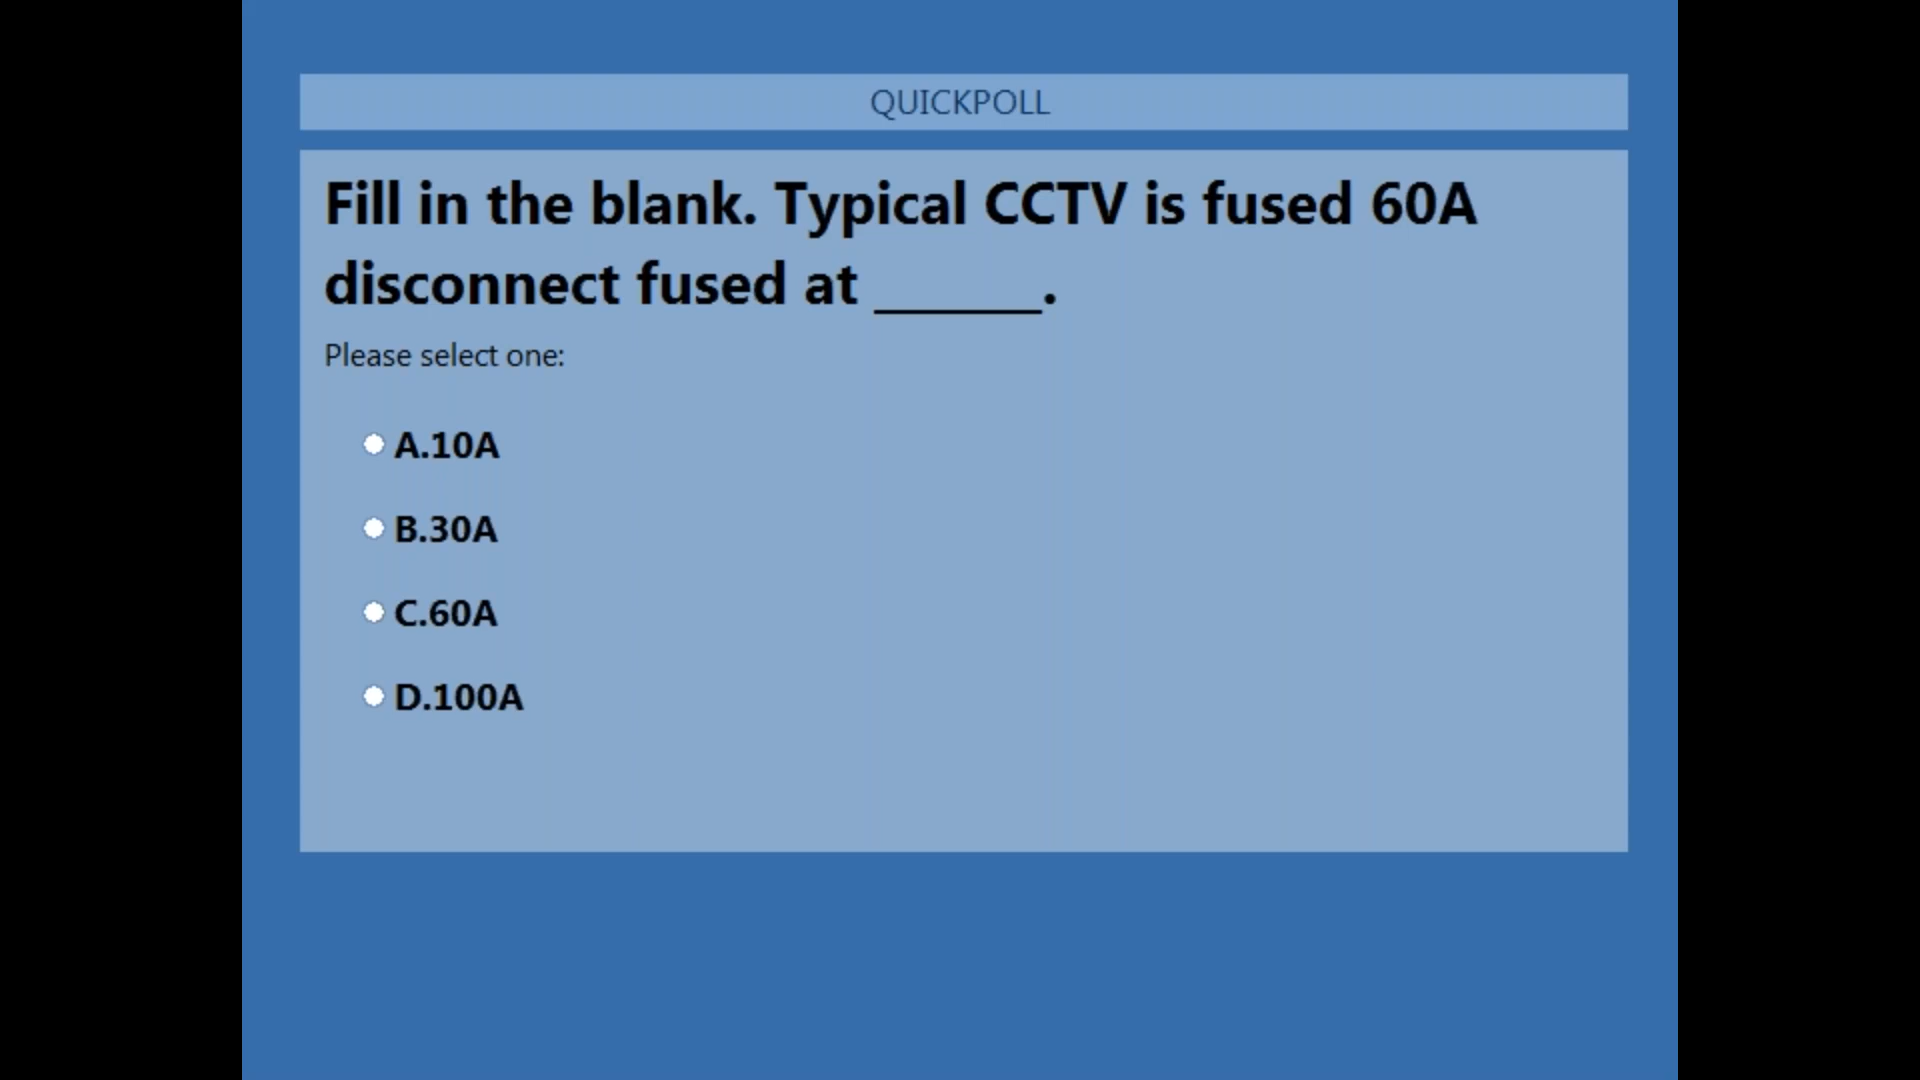 QUICKPOLL
Fill in the blank. Typical CCTV is fused 60A
disconnect fused at ______.
Please select one:
A.10A
B.30A
C.60A
D.100A